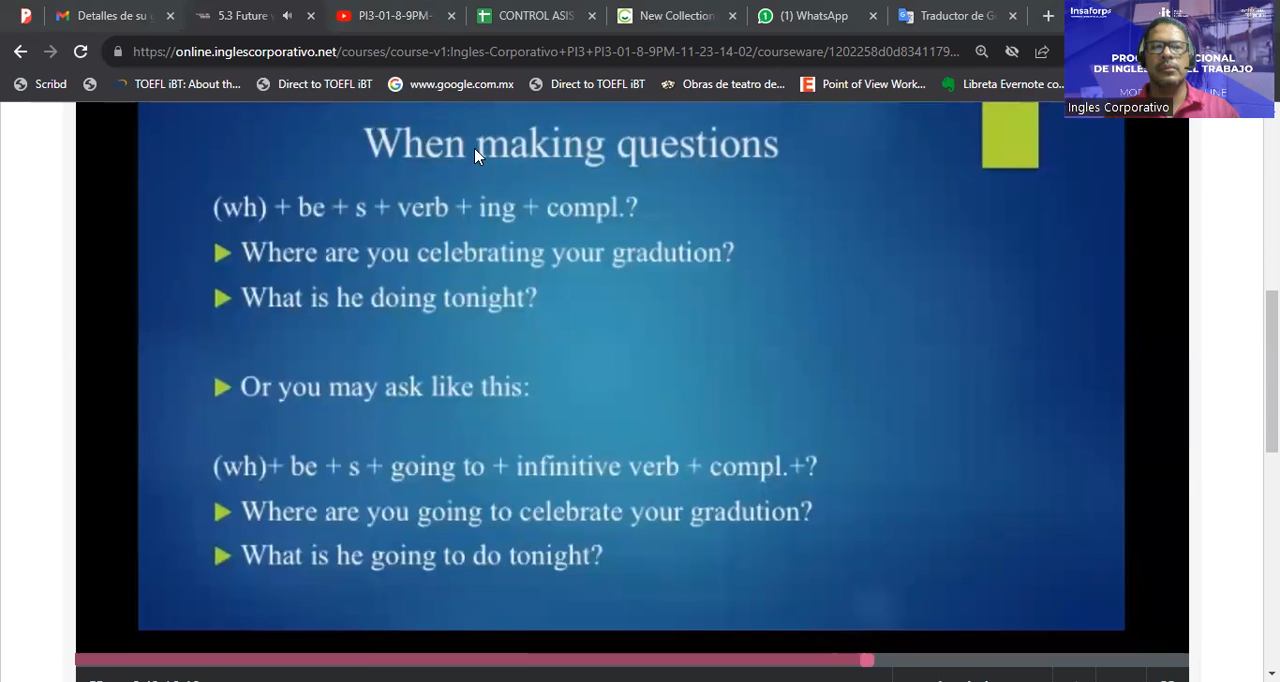 Detalles de su
5.3 Future
PI3-01-8-9PM-
CONTROL ASIS
New Collection
(1) WhatsApp
Traductor de G
https://online.inglescorporativo.net/courses/course-v1:Ingles-Corporativo+PI3+PI3-01-8-9PM-11-23-14-02/courseware/1202258d0d8341179...
Scribd
TOEFL iBT: About th...
Direct to TOEFL iBT
www.google.com.mx
Direct to TOEFL iBT
Obras de teatro de...
Point of View Work...
Libreta Evernote co...
Insaforp
it
Ingles Corporativo
When making questions
(wh) + be + s + verb + ing + compl.?
Where are you celebrating your gradution?
What is he doing tonight?
Or you may ask like this:
(wh)+ be + s + going to + infinitive verb + compl.+?
Where are you going to celebrate your gradution?
What is he going to do tonight?